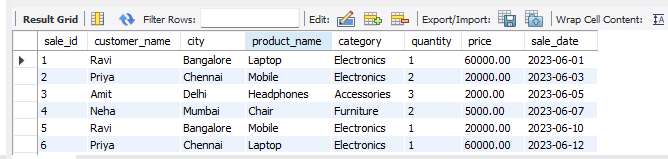 Result Grid Filter Rows: Edit: Export/Import: Wrap Cell Content:
sale_id customer_name city product_name category quantity price sale_date
1 Ravi Bangalore Laptop Electronics 1 60000.00 2023-06-01
2 Priya Chennai Mobile Electronics 2 20000.00 2023-06-03
3 Amit Delhi Headphones Accessories 3 2000.00 2023-06-05
4 Neha Mumbai Chair Furniture 2 5000.00 2023-06-07
5 Ravi Bangalore Mobile Electronics 1 20000.00 2023-06-10
6 Priya Chennai Laptop Electronics 1 60000.00 2023-06-12